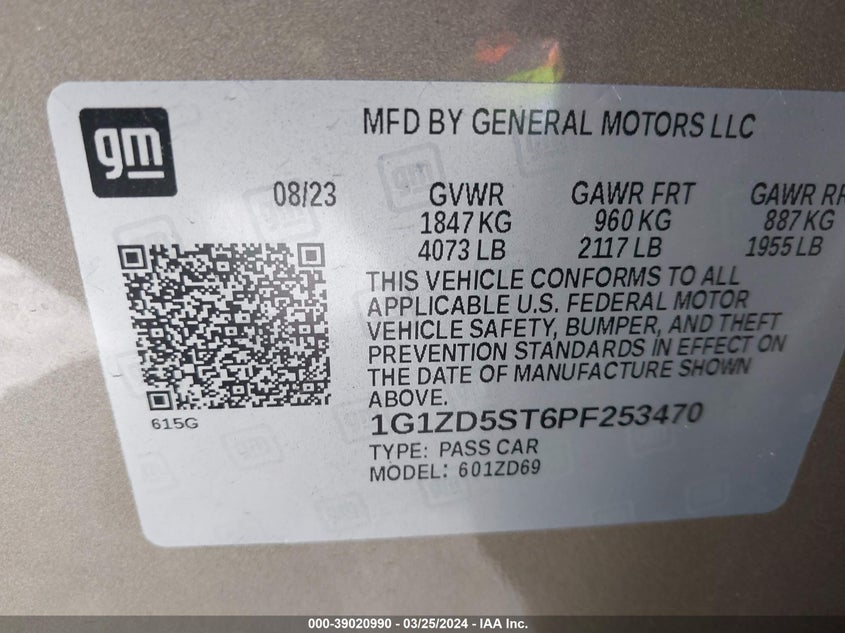 gm
MFD BY GENERAL MOTORS LLC
08/23 GVWR GAWR FRT GAWR RR
1847 KG 960 KG 887 KG
4073 LB 2117 LB 1955 LB
THIS VEHICLE CONFORMS TO ALL
APPLICABLE U.S. FEDERAL MOTOR
VEHICLE SAFETY, BUMPER, AND THEFT
PREVENTION STANDARDS IN EFFECT ON
THE DATE OF MANUFACTURE SHOWN
ABOVE.
615G
1G1ZD5ST6PF253470
TYPE: PASS CAR
MODEL: 601ZD69
000-39020990 - 03/25/2024 - IAA Inc.